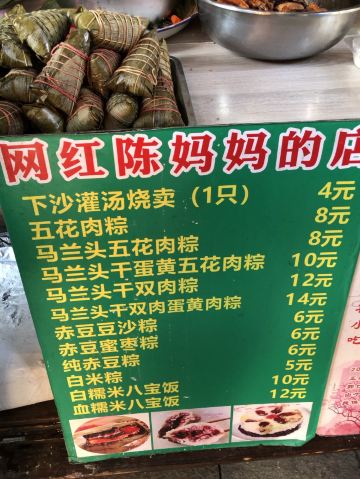 网红陈妈妈的店
下沙灌汤烧卖（1只） 4元
五花肉粽 8元
马兰头五花肉粽 8元
马兰头干蛋黄五花肉粽 10元
马兰头干双肉粽 12元
马兰头干双肉蛋黄肉粽 14元
赤豆豆沙粽 6元
赤豆蜜枣粽 6元
纯赤豆粽 6元
白米粽 5元
白糯米八宝饭 10元
血糯米八宝饭 12元